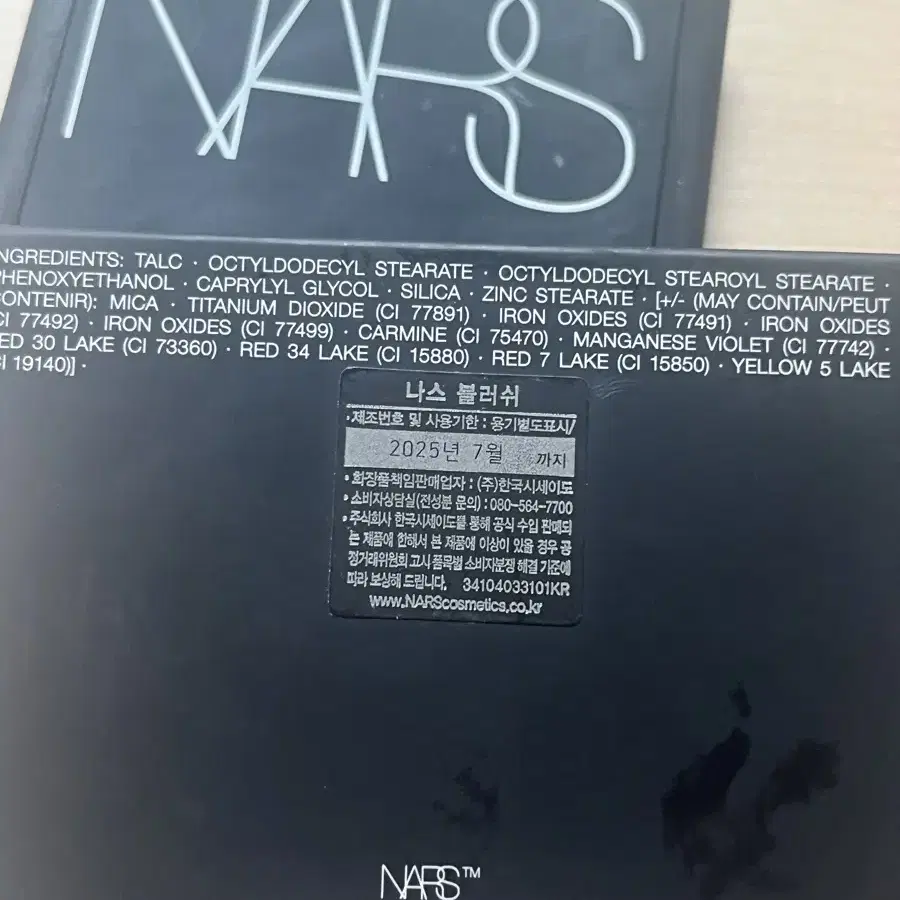 NARS
INGREDIENTS: TALC · OCTYLDODECYL STEARATE · OCTYLDODECYL STEAROYL STEARATE ·
PHENOXYETHANOL · CAPRYLYL GLYCOL · SILICA · ZINC STEARATE · [+/- (MAY CONTAIN/PEUT
CONTENIR): MICA · TITANIUM DIOXIDE (CI 77891) · IRON OXIDES (CI 77491) · IRON OXIDES
CI 77492) · IRON OXIDES (CI 77499) · CARMINE (CI 75470) · MANGANESE VIOLET (CI 77742) ·
RED 30 LAKE (CI 73360) · RED 34 LAKE (CI 15880) · RED 7 LAKE (CI 15850) · YELLOW 5 LAKE
CI 19140)] ·
나스 블러쉬
·제조번호 및 사용기한 : 용기별도표시/
2025년 7월 까지
·화장품책임판매업자 : (주)한국시세이도
·소비자상담실(전성분 문의) : 080-564-7700
·주식회사 한국시세이도를 통해 공식 수입 판매되
는 제품에 한해서 본 제품에 이상이 있을 경우 공
정거래위원회 고시 품목별 소비자분쟁 해결 기준에
따라 보상해 드립니다. 34104033101KR
www.NARScosmetics.co.kr
NARS™